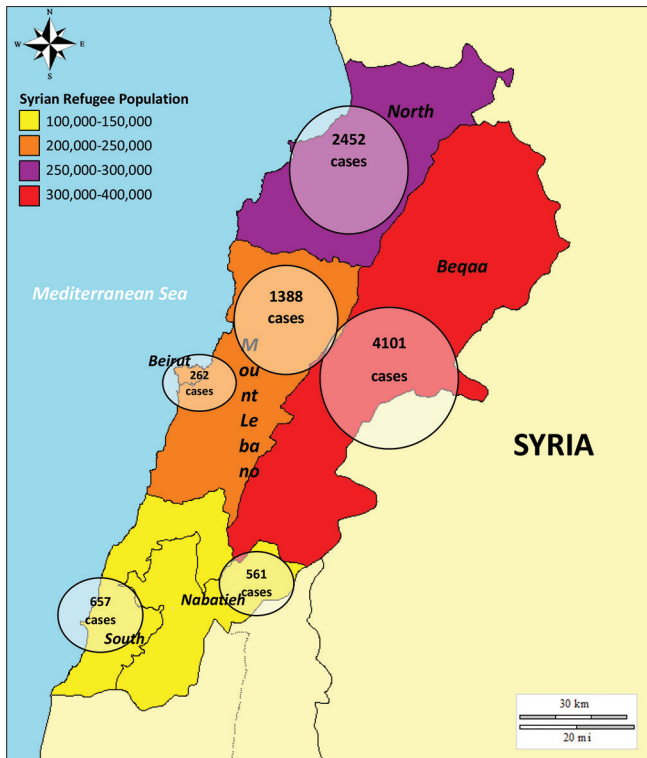 N
W
E
S
Syrian Refugee Population
100,000-150,000
200,000-250,000
250,000-300,000
300,000-400,000
North
2452
cases
Beqaa
Mediterranean Sea
1388
cases
4101
cases
M
ou
nt
Le
ba
no
Beirut
262
cases
SYRIA
561
cases
Nabatieh
657
cases
South
30 km
20 mi